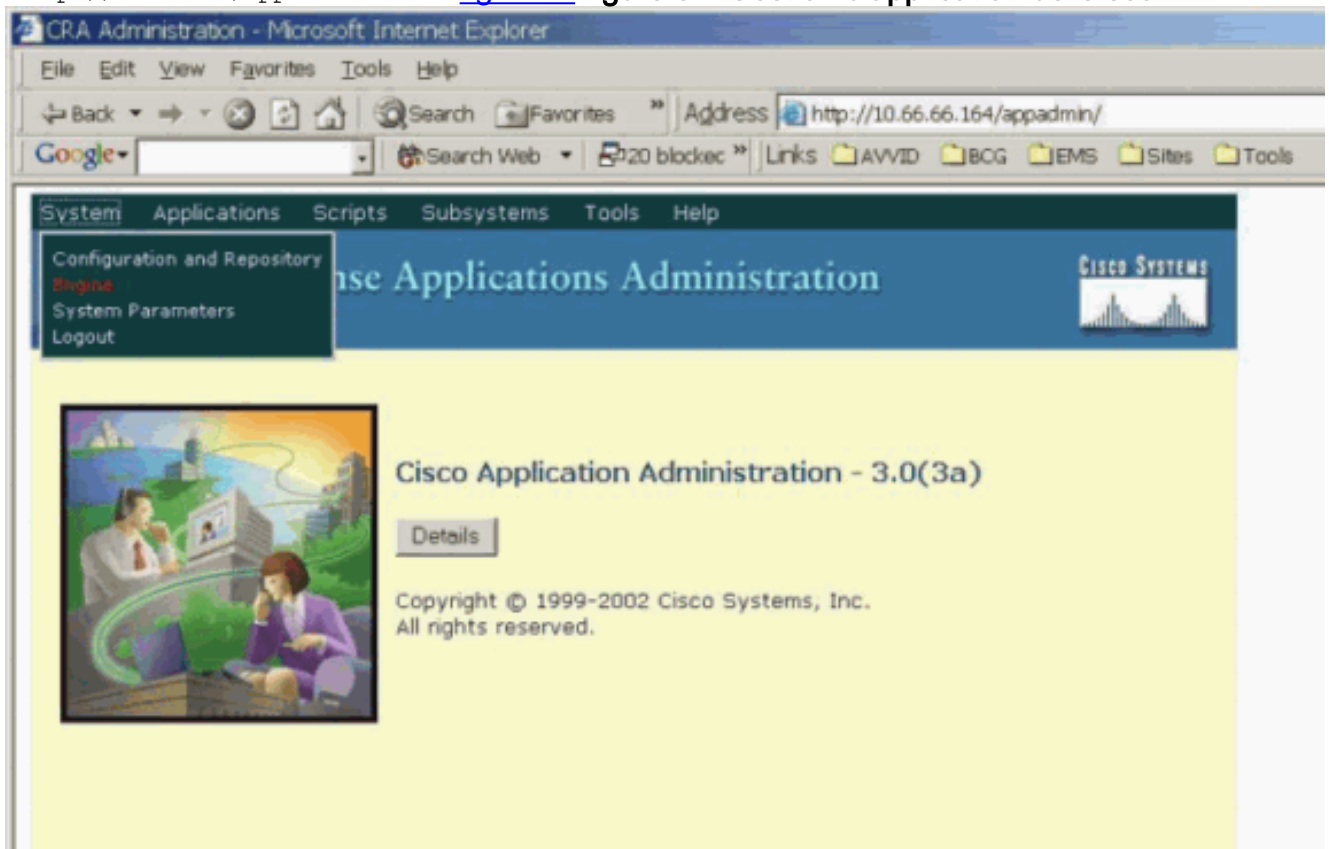 CRA Administration - Microsoft Internet Explorer
File Edit View Favorites Tools Help
Back Search Favorites » Address http://10.66.66.164/appadmin/
Google Search Web 20 blockec » Links AVVID BCG EMS Sites Tools
System Applications Scripts Subsystems Tools Help
Configuration and Repository
Engine
System Parameters
Logout
nse Applications Administration
CISCO SYSTEMS
Cisco Application Administration - 3.0(3a)
Details
Copyright © 1999-2002 Cisco Systems, Inc.
All rights reserved.